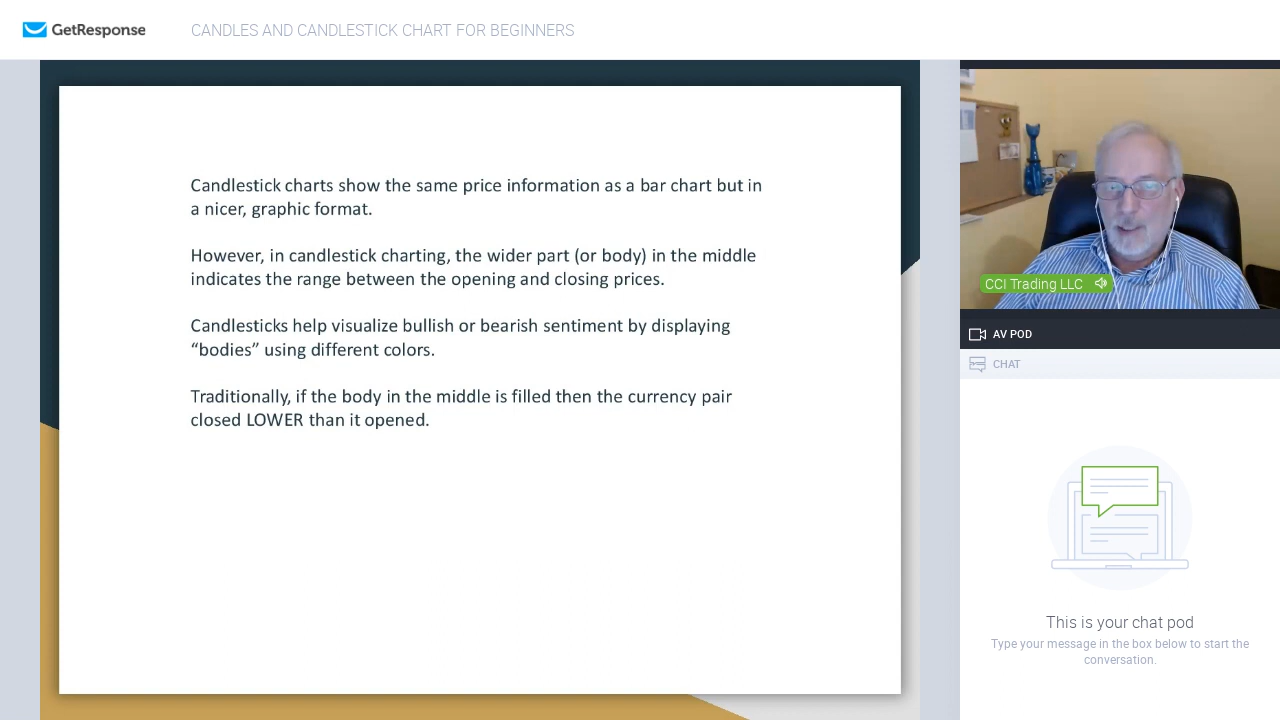 GetResponse
CANDLES AND CANDLESTICK CHART FOR BEGINNERS
Candlestick charts show the same price information as a bar chart but in
a nicer, graphic format.
However, in candlestick charting, the wider part (or body) in the middle
indicates the range between the opening and closing prices.
Candlesticks help visualize bullish or bearish sentiment by displaying
“bodies” using different colors.
Traditionally, if the body in the middle is filled then the currency pair
closed LOWER than it opened.
CCI Trading LLC
AV POD
CHAT
This is your chat pod
Type your message in the box below to start the
conversation.